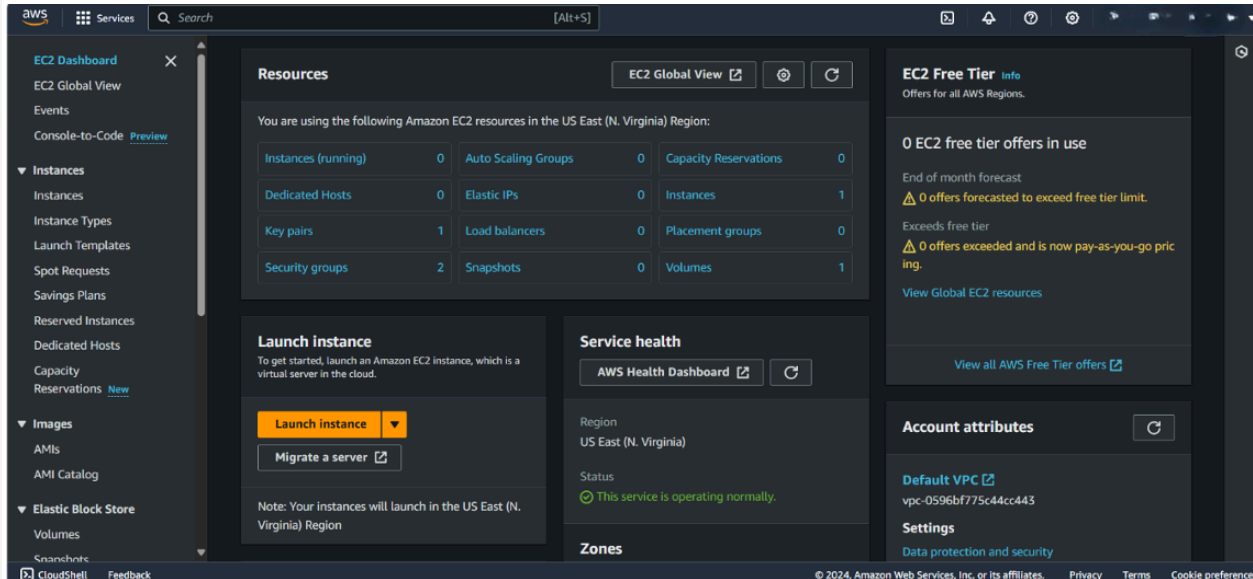 aws
Services
Search
[Alt+S]
EC2 Dashboard
EC2 Global View
Events
Console-to-Code Preview
Instances
Instances
Instance Types
Launch Templates
Spot Requests
Savings Plans
Reserved Instances
Dedicated Hosts
Capacity
Reservations New
Images
AMIs
AMI Catalog
Elastic Block Store
Volumes
Snapshots
Resources
EC2 Global View
You are using the following Amazon EC2 resources in the US East (N. Virginia) Region:
Instances (running) 0
Auto Scaling Groups 0
Capacity Reservations 0
Dedicated Hosts 0
Elastic IPs 0
Instances 1
Key pairs 1
Load balancers 0
Placement groups 0
Security groups 2
Snapshots 0
Volumes 1
Launch instance
To get started, launch an Amazon EC2 instance, which is a
virtual server in the cloud.
Launch instance
Migrate a server
Note: Your instances will launch in the US East (N.
Virginia) Region
Service health
AWS Health Dashboard
Region
US East (N. Virginia)
Status
This service is operating normally.
Zones
EC2 Free Tier Info
Offers for all AWS Regions.
0 EC2 free tier offers in use
End of month forecast
0 offers forecasted to exceed free tier limit.
Exceeds free tier
0 offers exceeded and is now pay-as-you-go pric
ing.
View Global EC2 resources
View all AWS Free Tier offers
Account attributes
Default VPC
vpc-0596bf775c44cc443
Settings
Data protection and security
CloudShell
Feedback
© 2024, Amazon Web Services, Inc. or its affiliates.
Privacy
Terms
Cookie preference